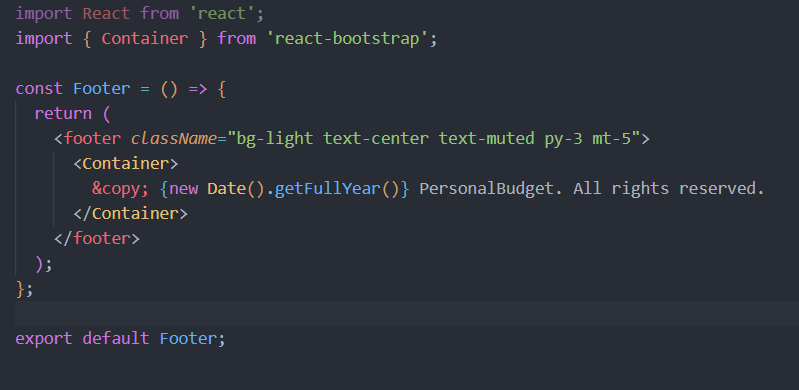 import React from 'react';
import { Container } from 'react-bootstrap';

const Footer = () => {
  return (
    <footer className="bg-light text-center text-muted py-3 mt-5">
      <Container>
        &copy; {new Date().getFullYear()} PersonalBudget. All rights reserved.
      </Container>
    </footer>
  );
};

export default Footer;